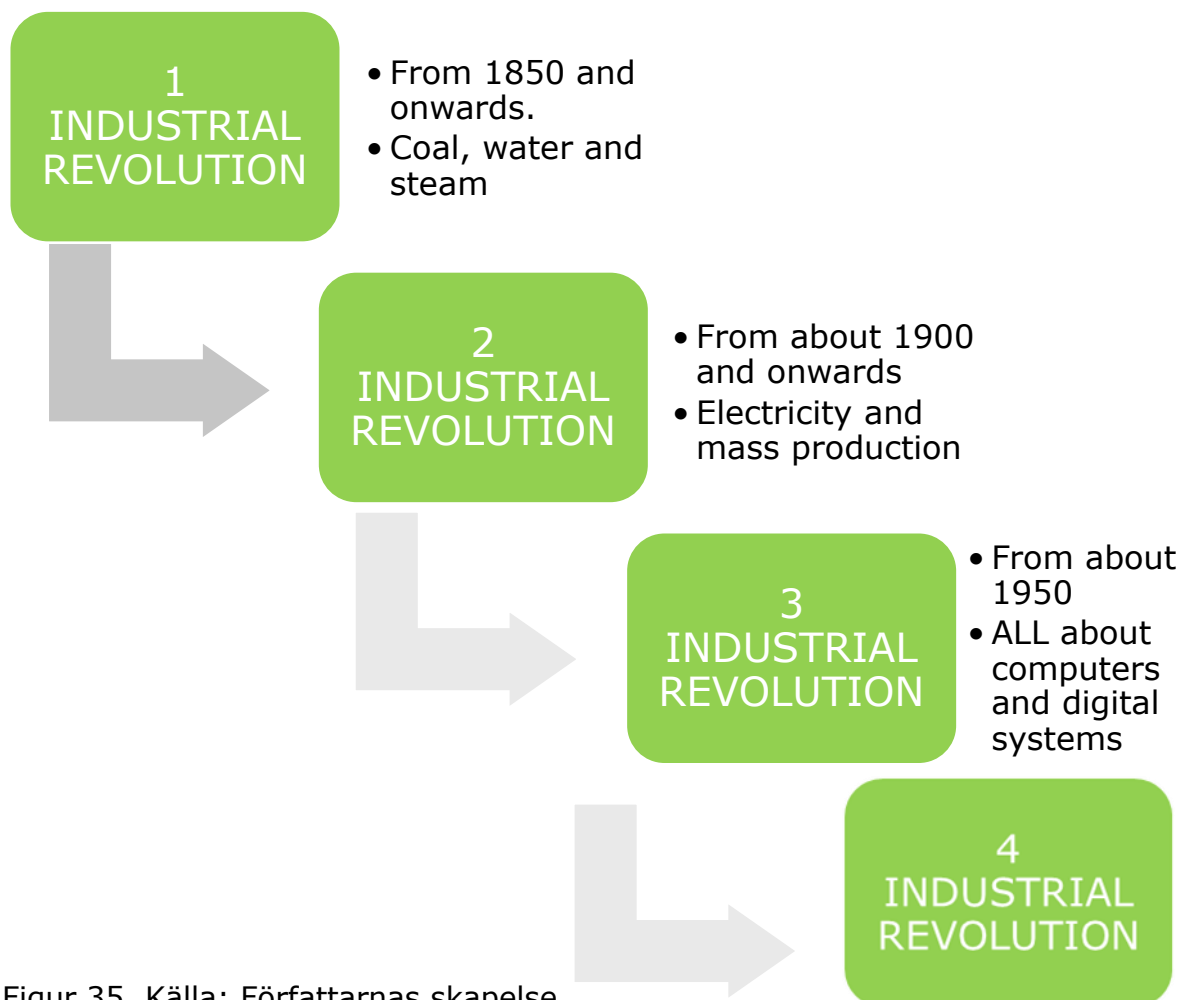 1
INDUSTRIAL
REVOLUTION
• From 1850 and
onwards.
• Coal, water and
steam
2
INDUSTRIAL
REVOLUTION
• From about 1900
and onwards
• Electricity and
mass production
3
INDUSTRIAL
REVOLUTION
• From about
1950
• ALL about
computers
and digital
systems
4
INDUSTRIAL
REVOLUTION
Figur 35. Källa: Författarnas skapelse